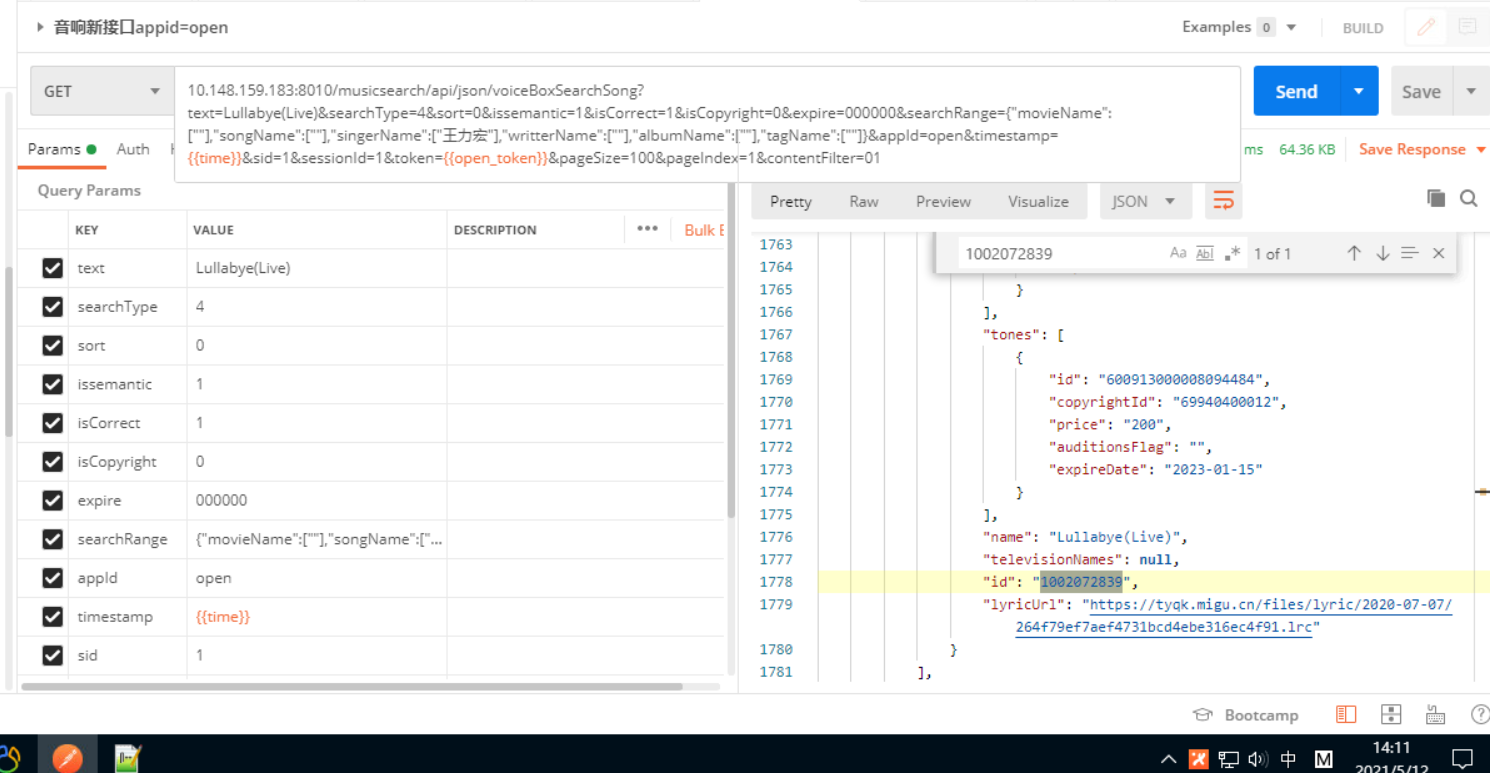 音响新接口appid=open
Examples 0
BUILD
GET
10.148.159.183:8010/musicsearch/api/json/voiceBoxSearchSong?
text=Lullabye(Live)&searchType=4&sort=0&issemantic=1&isCorrect=1&isCopyright=0&expire=000000&searchRange={"movieName":
[""],"songName":[""],"singerName":["王力宏"],"writterName":[""],"albumName":[""],"tagName":[""]}&appId=open&timestamp=
{{time}}&sid=1&sessionId=1&token={{open_token}}&pageSize=100&pageIndex=1&contentFilter=01
Send
Save
Params
Auth
ms 64.36 KB
Save Response
Query Params
Pretty
Raw
Preview
Visualize
JSON
KEY VALUE DESCRIPTION
Bulk
text Lullabye(Live)
searchType 4
sort 0
issemantic 1
isCorrect 1
isCopyright 0
expire 000000
searchRange {"movieName":[""],"songName":["...
appId open
timestamp {{time}}
sid 1
1002072839
Aa Abl .* 1 of 1
1763
1764
1765 }
1766 ],
1767 "tones": [
1768 {
1769 "id": "600913000008094484",
1770 "copyrightId": "69940400012",
1771 "price": "200",
1772 "auditionsFlag": "",
1773 "expireDate": "2023-01-15"
1774 }
1775 ],
1776 "name": "Lullabye(Live)",
1777 "televisionNames": null,
1778 "id": "1002072839",
1779 "lyricUrl": "https://tyqk.migu.cn/files/lyric/2020-07-07/
264f79ef7aef4731bcd4ebe316ec4f91.lrc"
1780 }
1781 ],
Bootcamp
中
M
14:11
2021/5/12